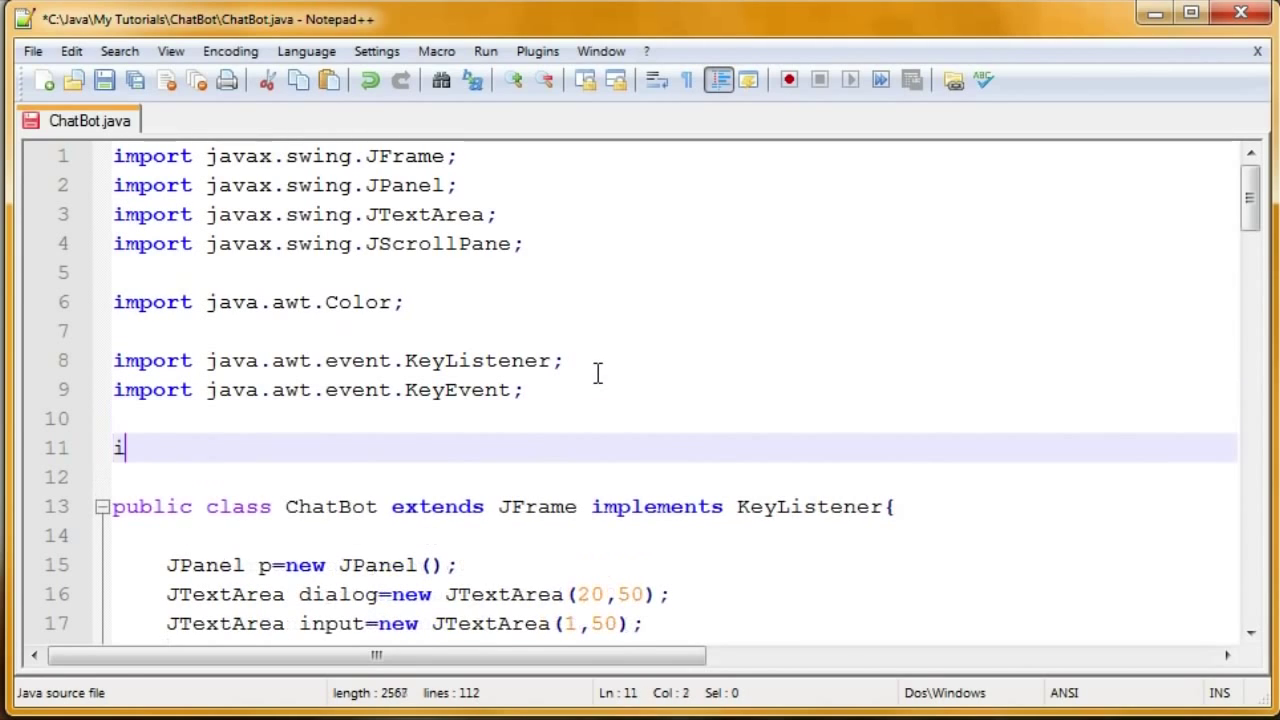 *C:\Java\My Tutorials\ChatBot\ChatBot.java - Notepad++
File Edit Search View Encoding Language Settings Macro Run Plugins Window ? X
ABC
ChatBot.java
1 import javax.swing.JFrame;
2 import javax.swing.JPanel;
3 import javax.swing.JTextArea;
4 import javax.swing.JScrollPane;
5
6 import java.awt.Color;
7
8 import java.awt.event.KeyListener;
9 import java.awt.event.KeyEvent;
10
11 i
12
13 public class ChatBot extends JFrame implements KeyListener{
14
15 JPanel p=new JPanel();
16 JTextArea dialog=new JTextArea(20,50);
17 JTextArea input=new JTextArea(1,50);
Java source file length : 2567 lines : 112 Ln : 11 Col : 2 Sel : 0 Dos\Windows ANSI INS